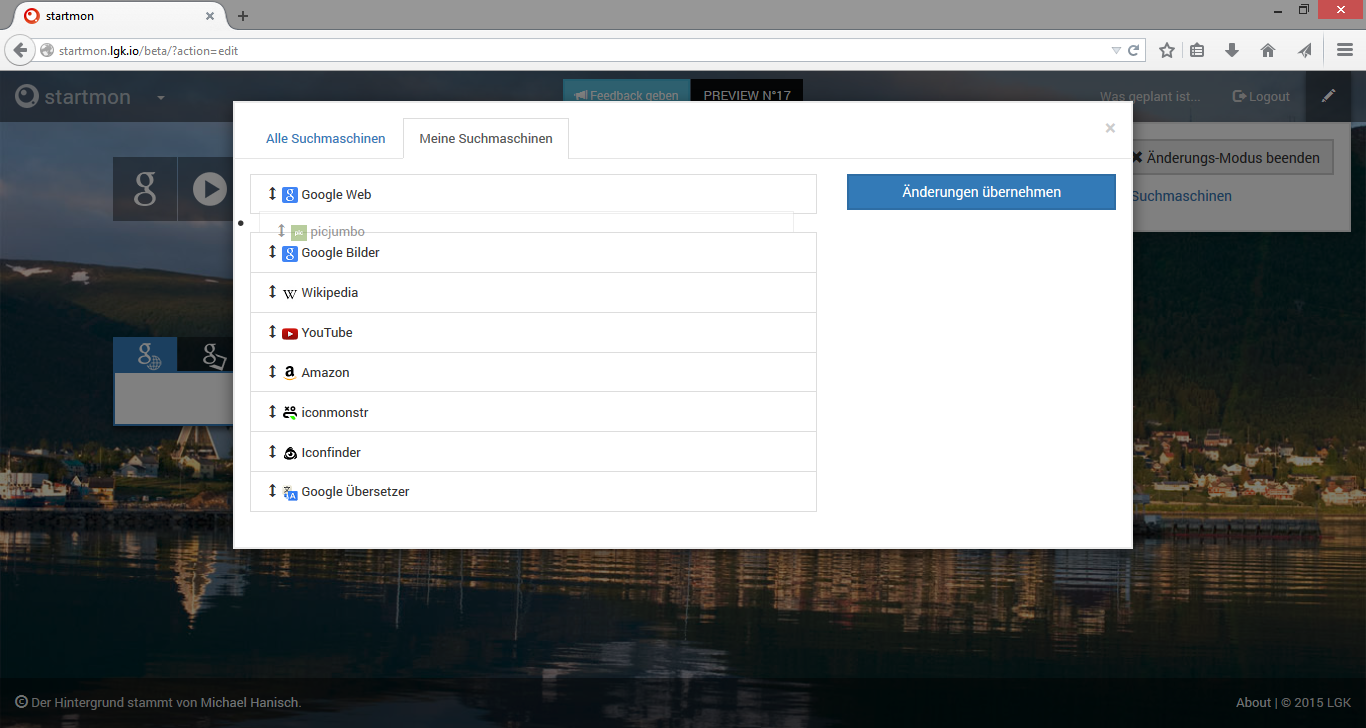 startmon
startmon.lgk.io/beta/?action=edit
startmon
Feedback geben
PREVIEW N°17
Was geplant ist...
Logout
Alle Suchmaschinen
Meine Suchmaschinen
×
Änderungs-Modus beenden
Suchmaschinen
Google Web
Änderungen übernehmen
pic picjumbo
Google Bilder
Wikipedia
YouTube
Amazon
iconmonstr
Iconfinder
Google Übersetzer
© Der Hintergrund stammt von Michael Hanisch.
About | © 2015 LGK